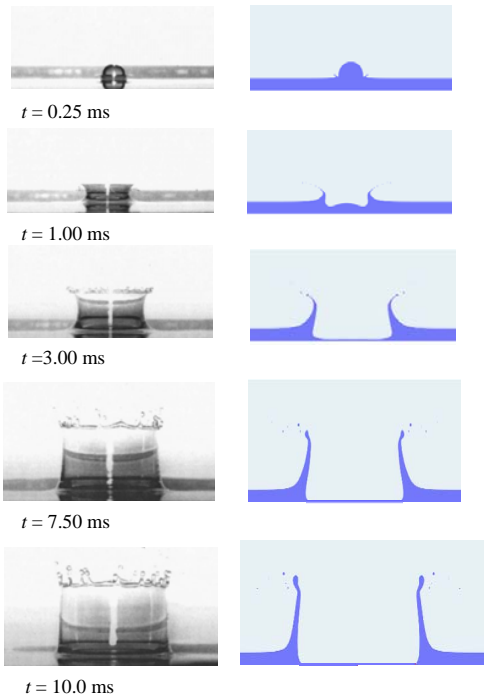 t = 0.25 ms
t = 1.00 ms
t =3.00 ms
t = 7.50 ms
t = 10.0 ms